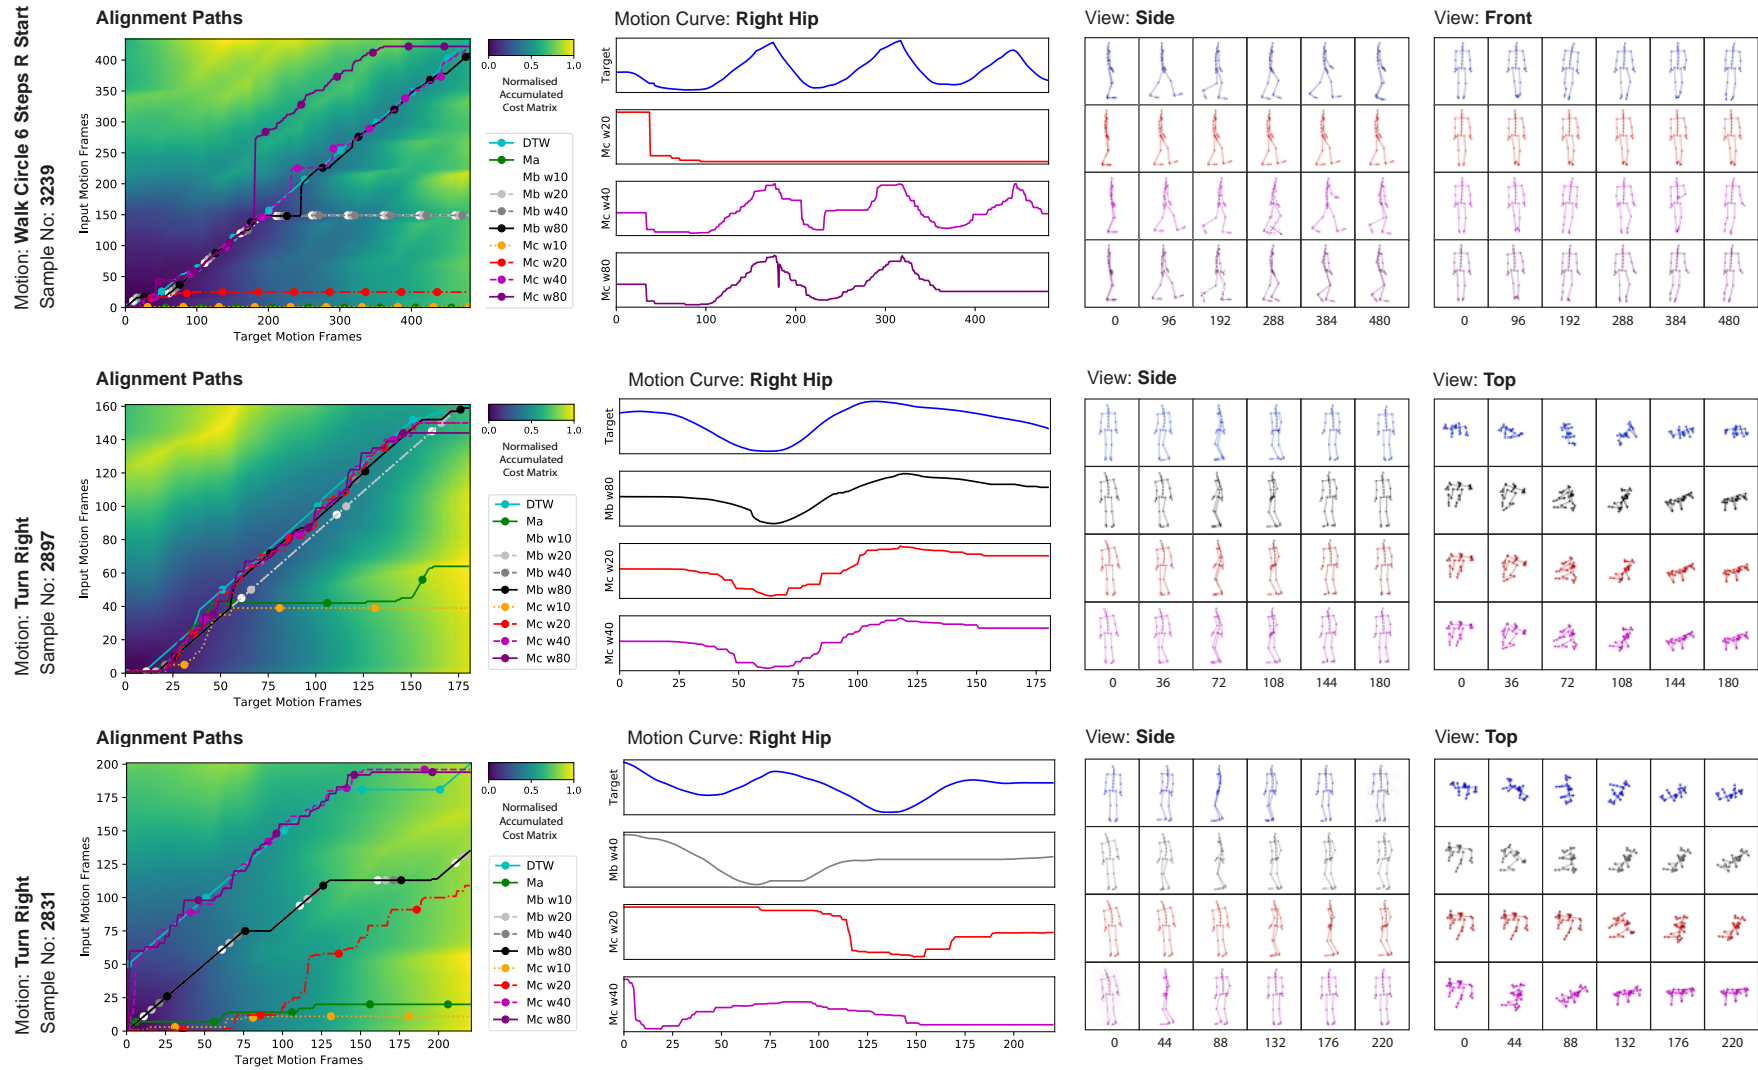 Motion: Walk Circle 6 Steps R Start
Sample No: 3239
Alignment Paths
Input Motion Frames
400
350
300
250
200
150
100
50
0
0 100 200 300 400
Target Motion Frames
0.0 0.5 1.0
Normalised
Accumulated
Cost Matrix
DTW
Ma
Mb w10
Mb w20
Mb w40
Mb w80
Mc w10
Mc w20
Mc w40
Mc w80
Motion Curve: Right Hip
Target
Mc w20
Mc w40
Mc w80
0 100 200 300 400
View: Side
0 96 192 288 384 480
View: Front
0 96 192 288 384 480
Motion: Turn Right
Sample No: 2897
Alignment Paths
Input Motion Frames
160
140
120
100
80
60
40
20
0
0 25 50 75 100 125 150 175
Target Motion Frames
0.0 0.5 1.0
Normalised
Accumulated
Cost Matrix
DTW
Ma
Mb w10
Mb w20
Mb w40
Mb w80
Mc w10
Mc w20
Mc w40
Mc w80
Motion Curve: Right Hip
Target
Mb w80
Mc w20
Mc w40
0 25 50 75 100 125 150 175
View: Side
0 36 72 108 144 180
View: Top
0 36 72 108 144 180
Motion: Turn Right
Sample No: 2831
Alignment Paths
Input Motion Frames
200
175
150
125
100
75
50
25
0
0 25 50 75 100 125 150 175 200
Target Motion Frames
0.0 0.5 1.0
Normalised
Accumulated
Cost Matrix
DTW
Ma
Mb w10
Mb w20
Mb w40
Mb w80
Mc w10
Mc w20
Mc w40
Mc w80
Motion Curve: Right Hip
Target
Mb w40
Mc w20
Mc w40
0 25 50 75 100 125 150 175 200
View: Side
0 44 88 132 176 220
View: Top
0 44 88 132 176 220